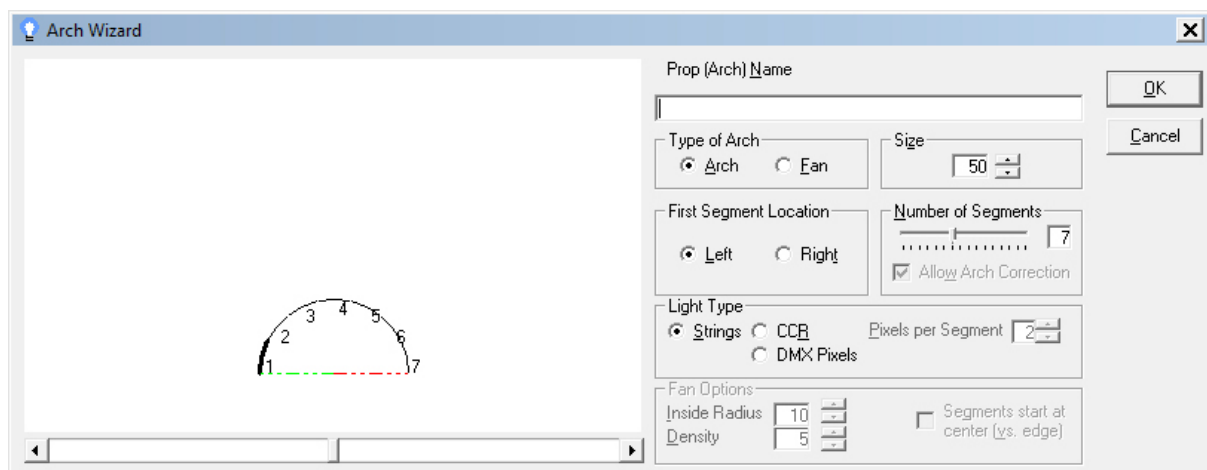 Arch Wizard
Prop (Arch) Name
OK
Cancel
Type of Arch
Arch Fan
Size
50
First Segment Location
Left Right
Number of Segments
7
Allow Arch Correction
Light Type
Strings CCR Pixels per Segment 2
DMX Pixels
Fan Options
Inside Radius 10
Density 5
Segments start at
center (vs. edge)
1 2 3 4 5 6 7